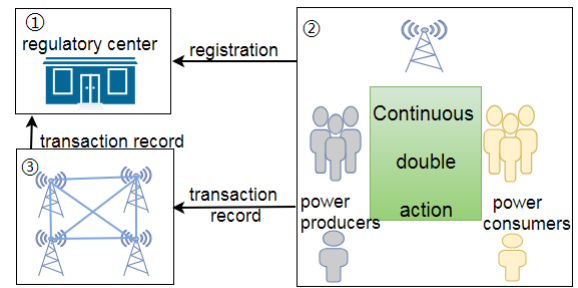 ①
regulatory center
registration
②
transaction record
③
transaction
record
Continuous
double
action
power
producers
power
consumers